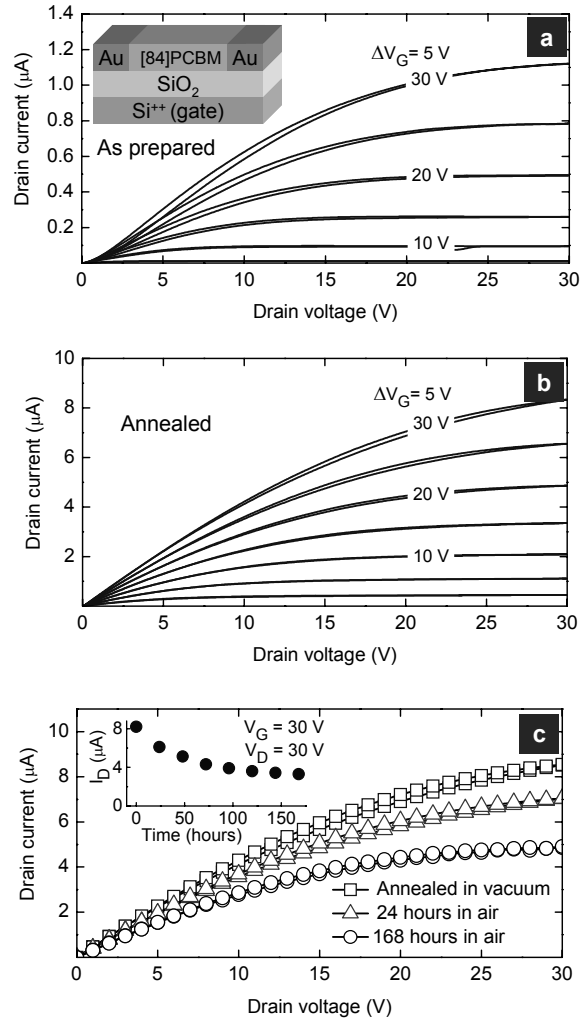 a
1.4
1.2
1.0
0.8
0.6
0.4
0.2
0 5 10 15 20 25 30
Drain current (μA)
Drain voltage (V)
Au [84]PCBM Au
SiO₂
Si⁺⁺ (gate)
As prepared
ΔV_G= 5 V
30 V
20 V
10 V
b
10
8
6
4
2
0 5 10 15 20 25 30
Drain current (μA)
Drain voltage (V)
Annealed
ΔV_G= 5 V
30 V
20 V
10 V
c
10
8
6
4
2
0 5 10 15 20 25 30
Drain current (μA)
Drain voltage (V)
I_D (μA)
8
4
0
0 50 100 150
Time (hours)
V_G = 30 V
V_D = 30 V
Annealed in vacuum
24 hours in air
168 hours in air